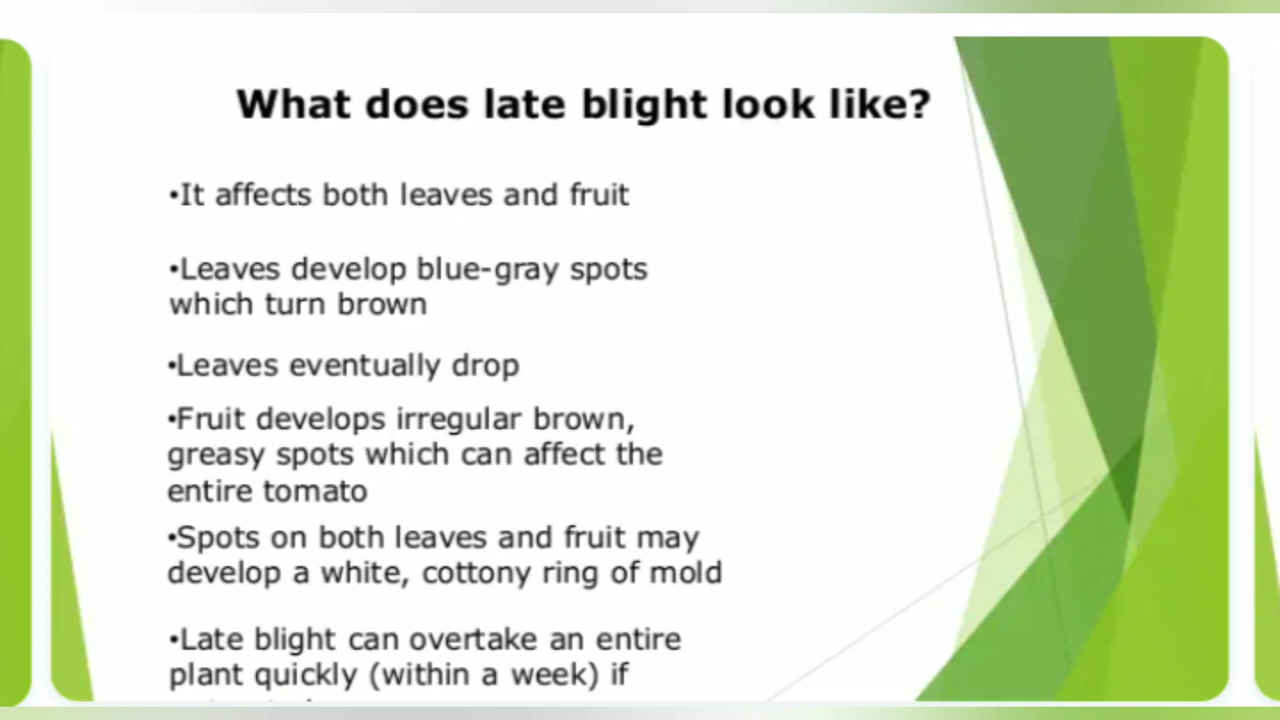 What does late blight look like?
•It affects both leaves and fruit
•Leaves develop blue-gray spots
which turn brown
•Leaves eventually drop
•Fruit develops irregular brown,
greasy spots which can affect the
entire tomato
•Spots on both leaves and fruit may
develop a white, cottony ring of mold
•Late blight can overtake an entire
plant quickly (within a week) if